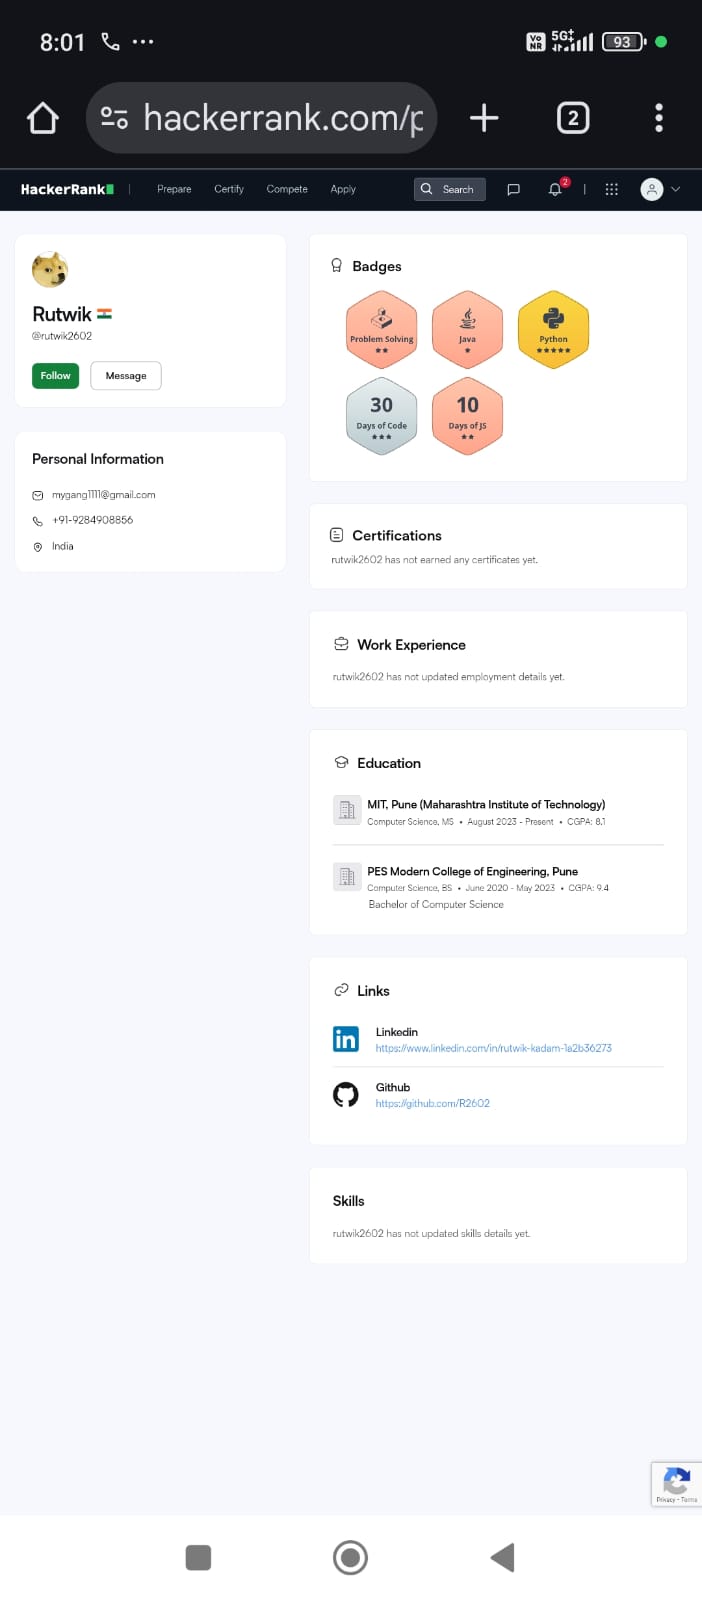 8:01
Vo NR 5G+ 93
hackerrank.com/p
2
HackerRank
Prepare Certify Compete Apply
Search
2
Rutwik
@rutwik2602
Follow Message
Personal Information
mygang1111@gmail.com
+91-9284908856
India
Badges
Problem Solving
Java
Python
30
Days of Code
10
Days of JS
Certifications
rutwik2602 has not earned any certificates yet.
Work Experience
rutwik2602 has not updated employment details yet.
Education
MIT, Pune (Maharashtra Institute of Technology)
Computer Science, MS • August 2023 - Present • CGPA: 8.1
PES Modern College of Engineering, Pune
Computer Science, BS • June 2020 - May 2023 • CGPA: 9.4
Bachelor of Computer Science
Links
Linkedin
https://www.linkedin.com/in/rutwik-kadam-1a2b36273
Github
https://github.com/R2602
Skills
rutwik2602 has not updated skills details yet.
Privacy - Terms